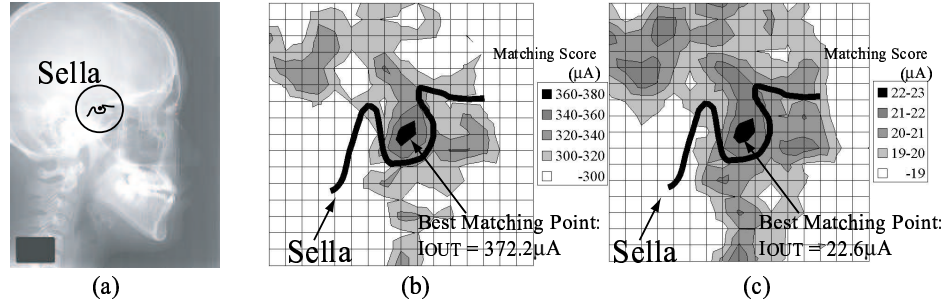 Sella
(a)
Matching Score
(μA)
360-380
340-360
320-340
300-320
-300
Best Matching Point:
IOUT = 372.2μA
Sella
(b)
Matching Score
(μA)
22-23
21-22
20-21
19-20
-19
Best Matching Point:
IOUT = 22.6μA
Sella
(c)